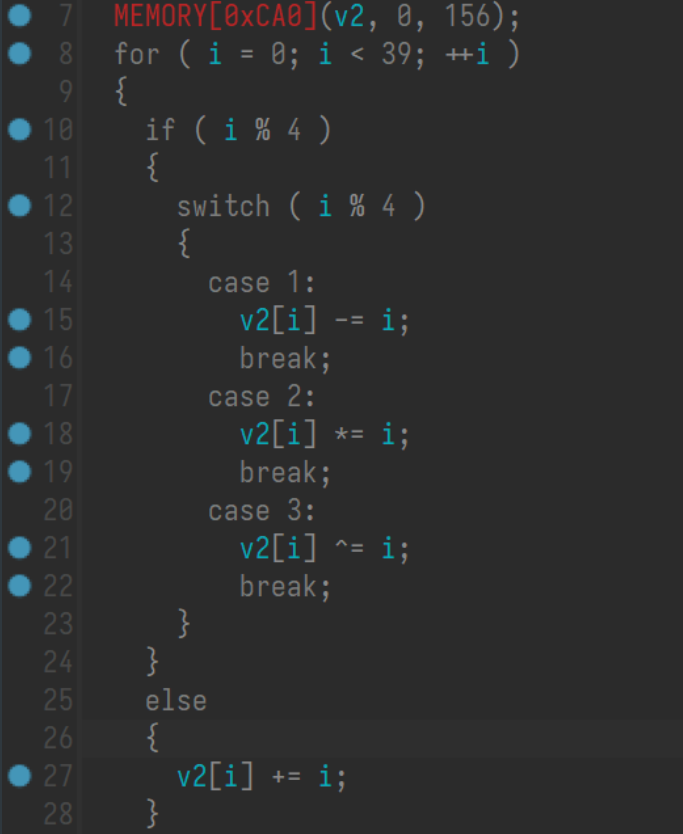 7 MEMORY[0xCA0](v2, 0, 156);
8 for ( i = 0; i < 39; ++i )
9 {
10 if ( i % 4 )
11 {
12 switch ( i % 4 )
13 {
14 case 1:
15 v2[i] -= i;
16 break;
17 case 2:
18 v2[i] *= i;
19 break;
20 case 3:
21 v2[i] ^= i;
22 break;
23 }
24 }
25 else
26 {
27 v2[i] += i;
28 }